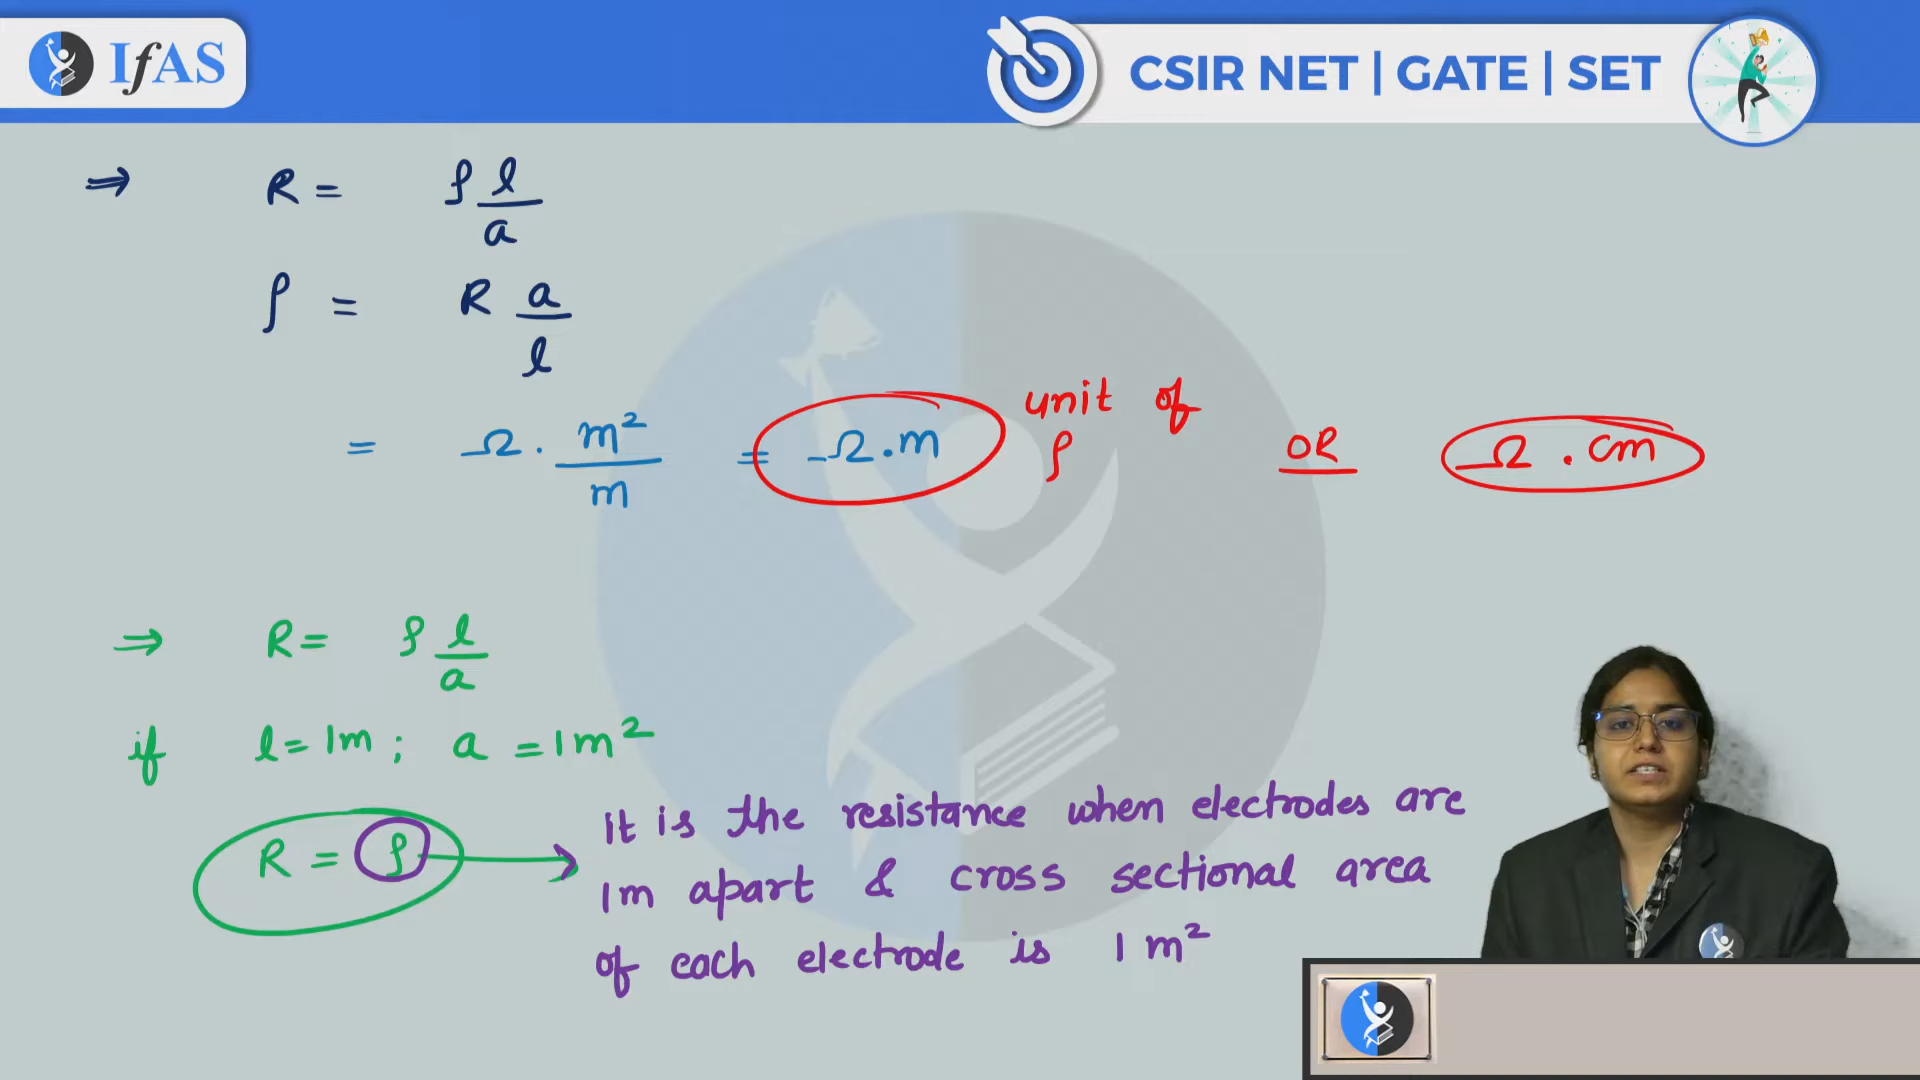 IfAS
CSIR NET | GATE | SET
⇒ R = ρ l/a
ρ = R a/l
= Ω . m²/m = Ω.m unit of ρ OR Ω . cm
⇒ R = ρ l/a
if l = 1m ; a = 1m²
R = ρ → It is the resistance when electrodes are
1m apart & cross sectional area
of each electrode is 1 m²